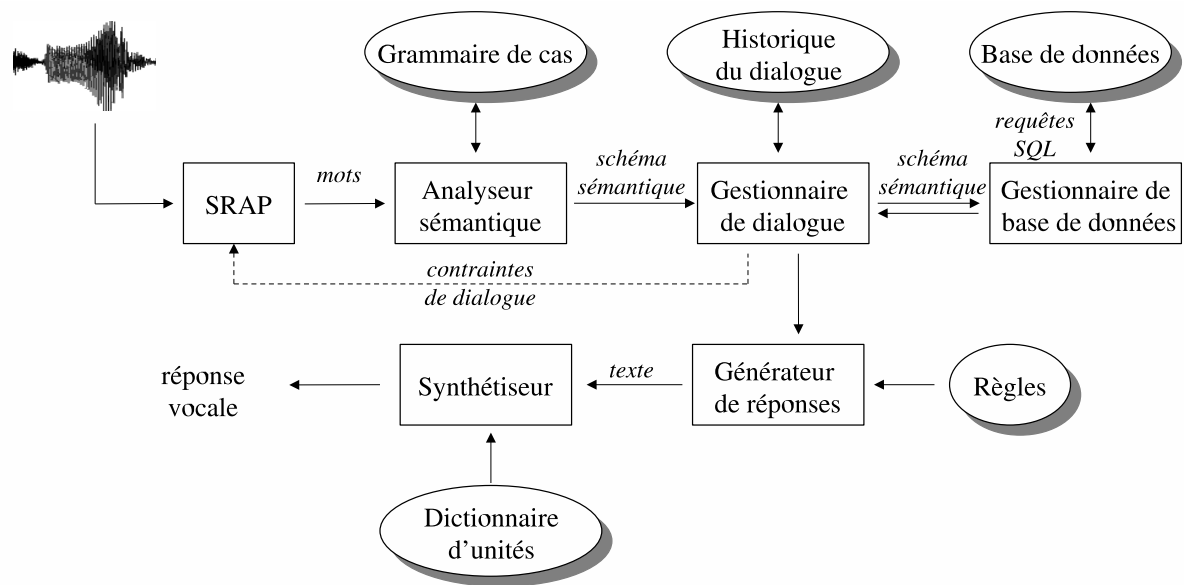 Grammaire de cas
Historique
du dialogue
Base de données
requêtes
SQL
SRAP
mots
Analyseur
sémantique
schéma
sémantique
Gestionnaire
de dialogue
schéma
sémantique
Gestionnaire de
base de données
contraintes
de dialogue
réponse
vocale
Synthétiseur
texte
Générateur
de réponses
Règles
Dictionnaire
d’unités